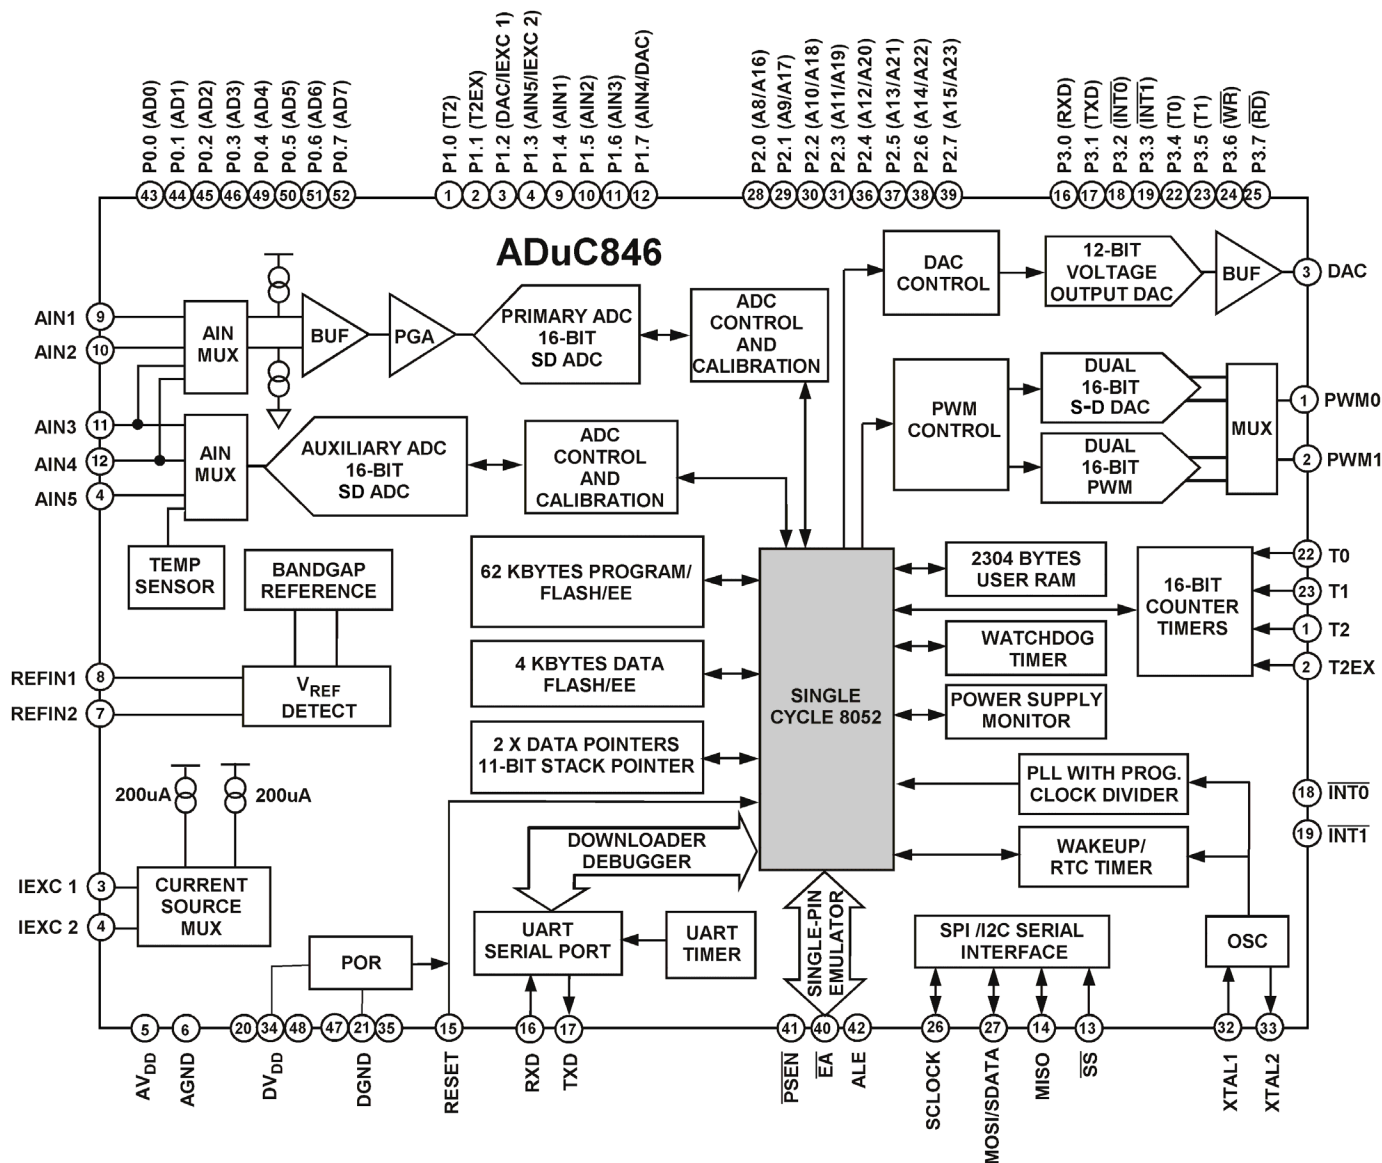 P0.0 (AD0)
P0.1 (AD1)
P0.2 (AD2)
P0.3 (AD3)
P0.4 (AD4)
P0.5 (AD5)
P0.6 (AD6)
P0.7 (AD7)
P1.0 (T2)
P1.1 (T2EX)
P1.2 (DAC/IEXC 1)
P1.3 (AIN5/IEXC 2)
P1.4 (AIN1)
P1.5 (AIN2)
P1.6 (AIN3)
P1.7 (AIN4/DAC)
P2.0 (A8/A16)
P2.1 (A9/A17)
P2.2 (A10/A18)
P2.3 (A11/A19)
P2.4 (A12/A20)
P2.5 (A13/A21)
P2.6 (A14/A22)
P2.7 (A15/A23)
P3.0 (RXD)
P3.1 (TXD)
P3.2 (INT0)
P3.3 (INT1)
P3.4 (T0)
P3.5 (T1)
P3.6 (WR)
P3.7 (RD)
43 44 45 46 49 50 51 52
1 2 3 4 9 10 11 12
28 29 30 31 36 37 38 39
16 17 18 19 22 23 24 25
ADuC846
AIN1 9
AIN2 10
AIN3 11
AIN4 12
AIN5 4
AIN
MUX
BUF
PGA
PRIMARY ADC
16-BIT
SD ADC
ADC
CONTROL
AND
CALIBRATION
DAC
CONTROL
12-BIT
VOLTAGE
OUTPUT DAC
BUF
3 DAC
AIN
MUX
AUXILIARY ADC
16-BIT
SD ADC
ADC
CONTROL
AND
CALIBRATION
PWM
CONTROL
DUAL
16-BIT
S-D DAC
DUAL
16-BIT
PWM
MUX
1 PWM0
2 PWM1
TEMP
SENSOR
BANDGAP
REFERENCE
REFIN1 8
REFIN2 7
VREF
DETECT
62 KBYTES PROGRAM/
FLASH/EE
4 KBYTES DATA
FLASH/EE
2 X DATA POINTERS
11-BIT STACK POINTER
SINGLE
CYCLE 8052
2304 BYTES
USER RAM
WATCHDOG
TIMER
POWER SUPPLY
MONITOR
16-BIT
COUNTER
TIMERS
22 T0
23 T1
1 T2
2 T2EX
PLL WITH PROG.
CLOCK DIVIDER
WAKEUP/
RTC TIMER
18 INT0
19 INT1
200uA
200uA
IEXC 1 3
IEXC 2 4
CURRENT
SOURCE
MUX
DOWNLOADER
DEBUGGER
POR
UART
SERIAL PORT
UART
TIMER
SINGLE-PIN
EMULATOR
SPI /I2C SERIAL
INTERFACE
OSC
5 6 20 34 48 47 21 35 15 16 17 41 40 42 26 27 14 13 32 33
AVDD
AGND
DVDD
DGND
RESET
RXD
TXD
PSEN
EA
ALE
SCLOCK
MOSI/SDATA
MISO
SS
XTAL1
XTAL2